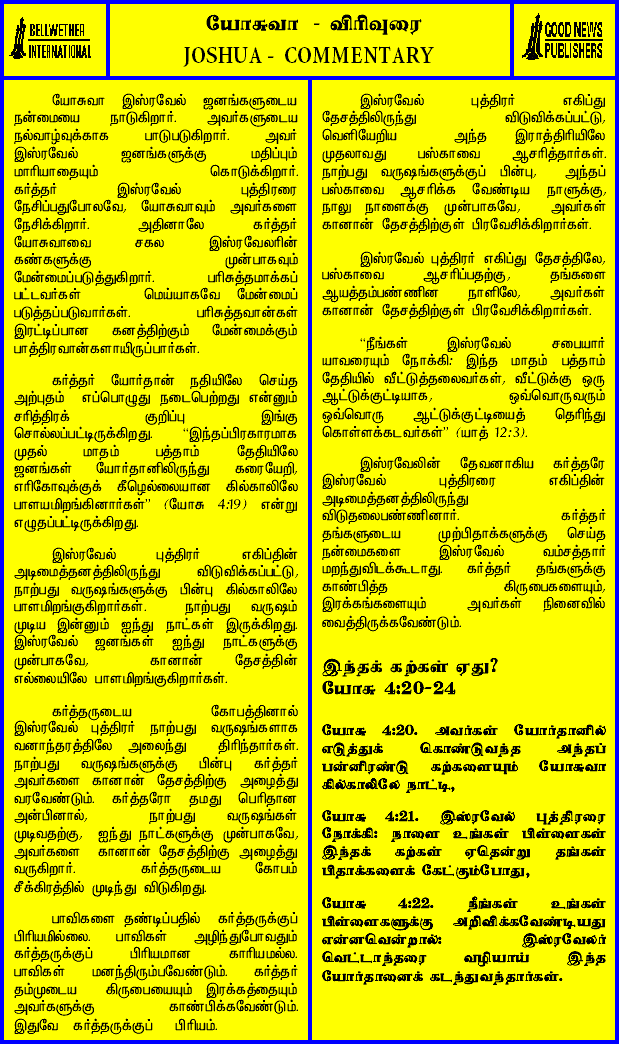 BELLWETHER
INTERNATIONAL
யோசுவா - விரிவுரை
JOSHUA - COMMENTARY
GOOD NEWS
PUBLISHERS
யோசுவா இஸ்ரவேல் ஜனங்களுடைய
நன்மையை நாடுகிறார். அவர்களுடைய
நல்வாழ்வுக்காக பாடுபடுகிறார். அவர்
இஸ்ரவேல் ஜனங்களுக்கு மதிப்பும்
மாரியாதையும் கொடுக்கிறார்.
கர்த்தர் இஸ்ரவேல் புத்திரரை
நேசிப்பதுபோலவே, யோசுவாவும் அவர்களை
நேசிக்கிறார். அதினாலே கர்த்தர்
யோசுவாவை சகல இஸ்ரவேலரின்
கண்களுக்கு முன்பாகவும்
மேன்மைப்படுத்துகிறார். பரிசுத்தமாக்கப்
பட்டவர்கள் மெய்யாகவே மேன்மைப்
படுத்தப்படுவார்கள். பரிசுத்தவான்கள்
இரட்டிப்பான கனத்திற்கும் மேன்மைக்கும்
பாத்திரவான்களாயிருப்பார்கள்.
கர்த்தர் யோர்தான் நதியிலே செய்த
அற்புதம் எப்பொழுது நடைபெற்றது என்னும்
சரித்திரக் குறிப்பு இங்கு
சொல்லப்பட்டிருக்கிறது. “இந்தப்பிரகாரமாக
முதல் மாதம் பத்தாம் தேதியிலே
ஜனங்கள் யோர்தானிலிருந்து கரையேறி,
எரிகோவுக்குக் கீழெல்லையான கில்காலிலே
பாளயமிறங்கினார்கள்” (யோசு 4:19) என்று
எழுதப்பட்டிருக்கிறது.
இஸ்ரவேல் புத்திரர் எகிப்தின்
அடிமைத்தனத்திலிருந்து விடுவிக்கப்பட்டு,
நாற்பது வருஷங்களுக்கு பின்பு கில்காலிலே
பாளமிறங்குகிறார்கள். நாற்பது வருஷம்
முடிய இன்னும் ஐந்து நாட்கள் இருக்கிறது.
இஸ்ரவேல் ஜனங்கள் ஐந்து நாட்களுக்கு
முன்பாகவே, கானான் தேசத்தின்
எல்லையிலே பாளமிறங்குகிறார்கள்.
கர்த்தருடைய கோபத்தினால்
இஸ்ரவேல் புத்திரர் நாற்பது வருஷங்களாக
வனாந்தரத்திலே அலைந்து திரிந்தார்கள்.
நாற்பது வருஷங்களுக்கு பின்பு கர்த்தர்
அவர்களை கானான் தேசத்திற்கு அழைத்து
வரவேண்டும். கர்த்தரோ தமது பெரிதான
அன்பினால், நாற்பது வருஷங்கள்
முடிவதற்கு, ஐந்து நாட்களுக்கு முன்பாகவே,
அவர்களை கானான் தேசத்திற்கு அழைத்து
வருகிறார். கர்த்தருடைய கோபம்
சீக்கிரத்தில் முடிந்து விடுகிறது.
பாவிகளை தண்டிப்பதில் கர்த்தருக்குப்
பிரியமில்லை. பாவிகள் அழிந்துபோவதும்
கர்த்தருக்குப் பிரியமான காரியமல்ல.
பாவிகள் மனந்திரும்பவேண்டும். கர்த்தர்
தம்முடைய கிருபையையும் இரக்கத்தையும்
அவர்களுக்கு காண்பிக்கவேண்டும்.
இதுவே கர்த்தருக்குப் பிரியம்.
இஸ்ரவேல் புத்திரர் எகிப்து
தேசத்திலிருந்து விடுவிக்கப்பட்டு,
வெளியேறிய அந்த இராத்திரியிலே
முதலாவது பஸ்காவை ஆசரித்தார்கள்.
நாற்பது வருஷங்களுக்குப் பின்பு, அந்தப்
பஸ்காவை ஆசரிக்க வேண்டிய நாளுக்கு,
நாலு நாளைக்கு முன்பாகவே, அவர்கள்
கானான் தேசத்திற்குள் பிரவேசிக்கிறார்கள்.
இஸ்ரவேல் புத்திரர் எகிப்து தேசத்திலே,
பஸ்காவை ஆசரிப்பதற்கு, தங்களை
ஆயத்தம்பண்ணின நாளிலே, அவர்கள்
கானான் தேசத்திற்குள் பிரவேசிக்கிறார்கள்.
“நீங்கள் இஸ்ரவேல் சபையார்
யாவரையும் நோக்கி: இந்த மாதம் பத்தாம்
தேதியில் வீட்டுத்தலைவர்கள், வீட்டுக்கு ஒரு
ஆட்டுக்குட்டியாக, ஒவ்வொருவரும்
ஒவ்வொரு ஆட்டுக்குட்டியைத் தெரிந்து
கொள்ளக்கடவர்கள்” (யாத் 12:3).
இஸ்ரவேலின் தேவனாகிய கர்த்தரே
இஸ்ரவேல் புத்திரரை எகிப்தின்
அடிமைத்தனத்திலிருந்து
விடுதலைபண்ணினார். கர்த்தர்
தங்களுடைய முற்பிதாக்களுக்கு செய்த
நன்மைகளை இஸ்ரவேல் வம்சத்தார்
மறந்துவிடக்கூடாது. கர்த்தர் தங்களுக்கு
காண்பித்த கிருபைகளையும்,
இரக்கங்களையும் அவர்கள் நினைவில்
வைத்திருக்கவேண்டும்.
இந்தக் கற்கள் ஏது?
யோசு 4:20-24
யோசு 4:20. அவர்கள் யோர்தானில்
எடுத்துக் கொண்டுவந்த அந்தப்
பன்னிரண்டு கற்களையும் யோசுவா
கில்காலிலே நாட்டி,
யோசு 4:21. இஸ்ரவேல் புத்திரரை
நோக்கி: நாளை உங்கள் பிள்ளைகள்
இந்தக் கற்கள் ஏதென்று தங்கள்
பிதாக்களைக் கேட்கும்போது,
யோசு 4:22. நீங்கள் உங்கள்
பிள்ளைகளுக்கு அறிவிக்கவேண்டியது
என்னவென்றால்: இஸ்ரவேலர்
வெட்டாந்தரை வழியாய் இந்த
யோர்தானைக் கடந்துவந்தார்கள்.